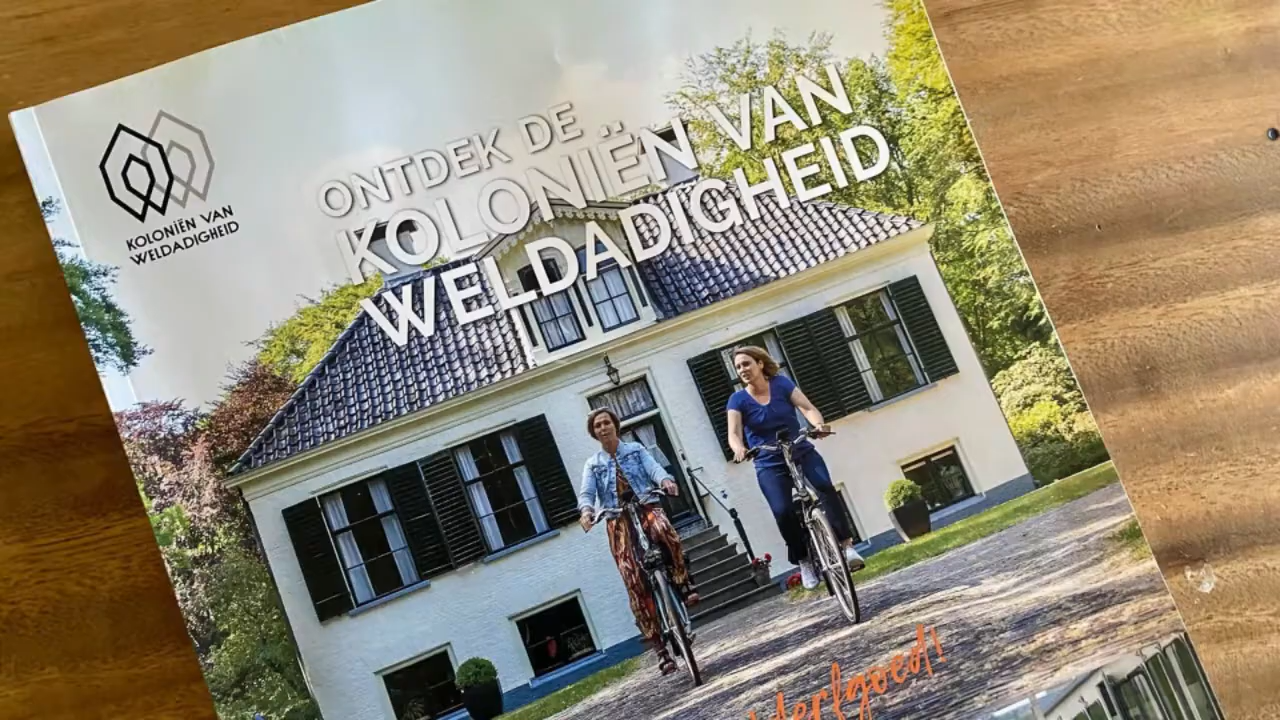 KOLONIËN VAN
WELDADIGHEID
ONTDEK DE
KOLONIËN VAN
WELDADIGHEID